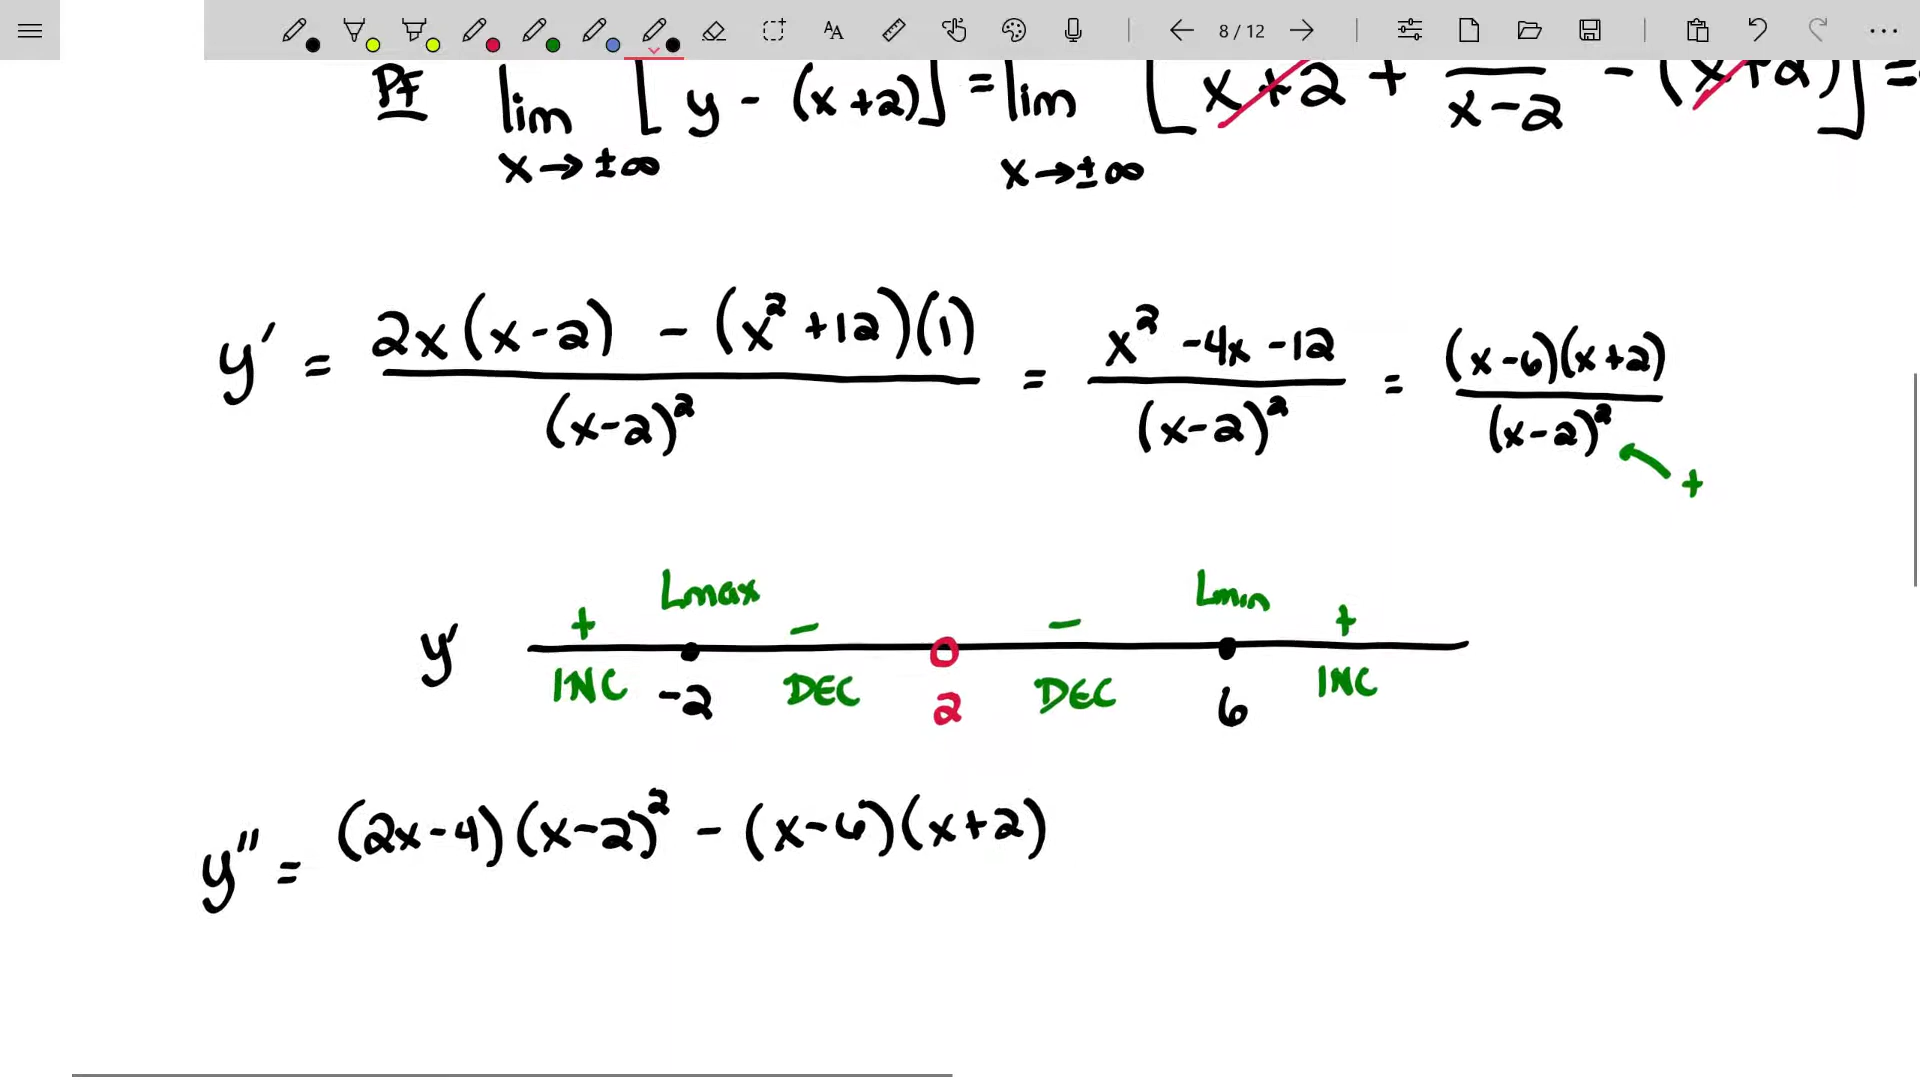 8 / 12
Pf lim x→±∞ [ y - (x+2) ] = lim x→±∞ [ x+2 + /(x-2) - (x+2) ] =
y' = (2x(x-2) - (x²+12)(1))/(x-2)² = (x²-4x-12)/(x-2)² = ((x-6)(x+2))/(x-2)²
+
Lmax Lmin
+ - - +
y'
INC -2 DEC 2 DEC 6 INC
y'' = (2x-4)(x-2)² - (x-6)(x+2)